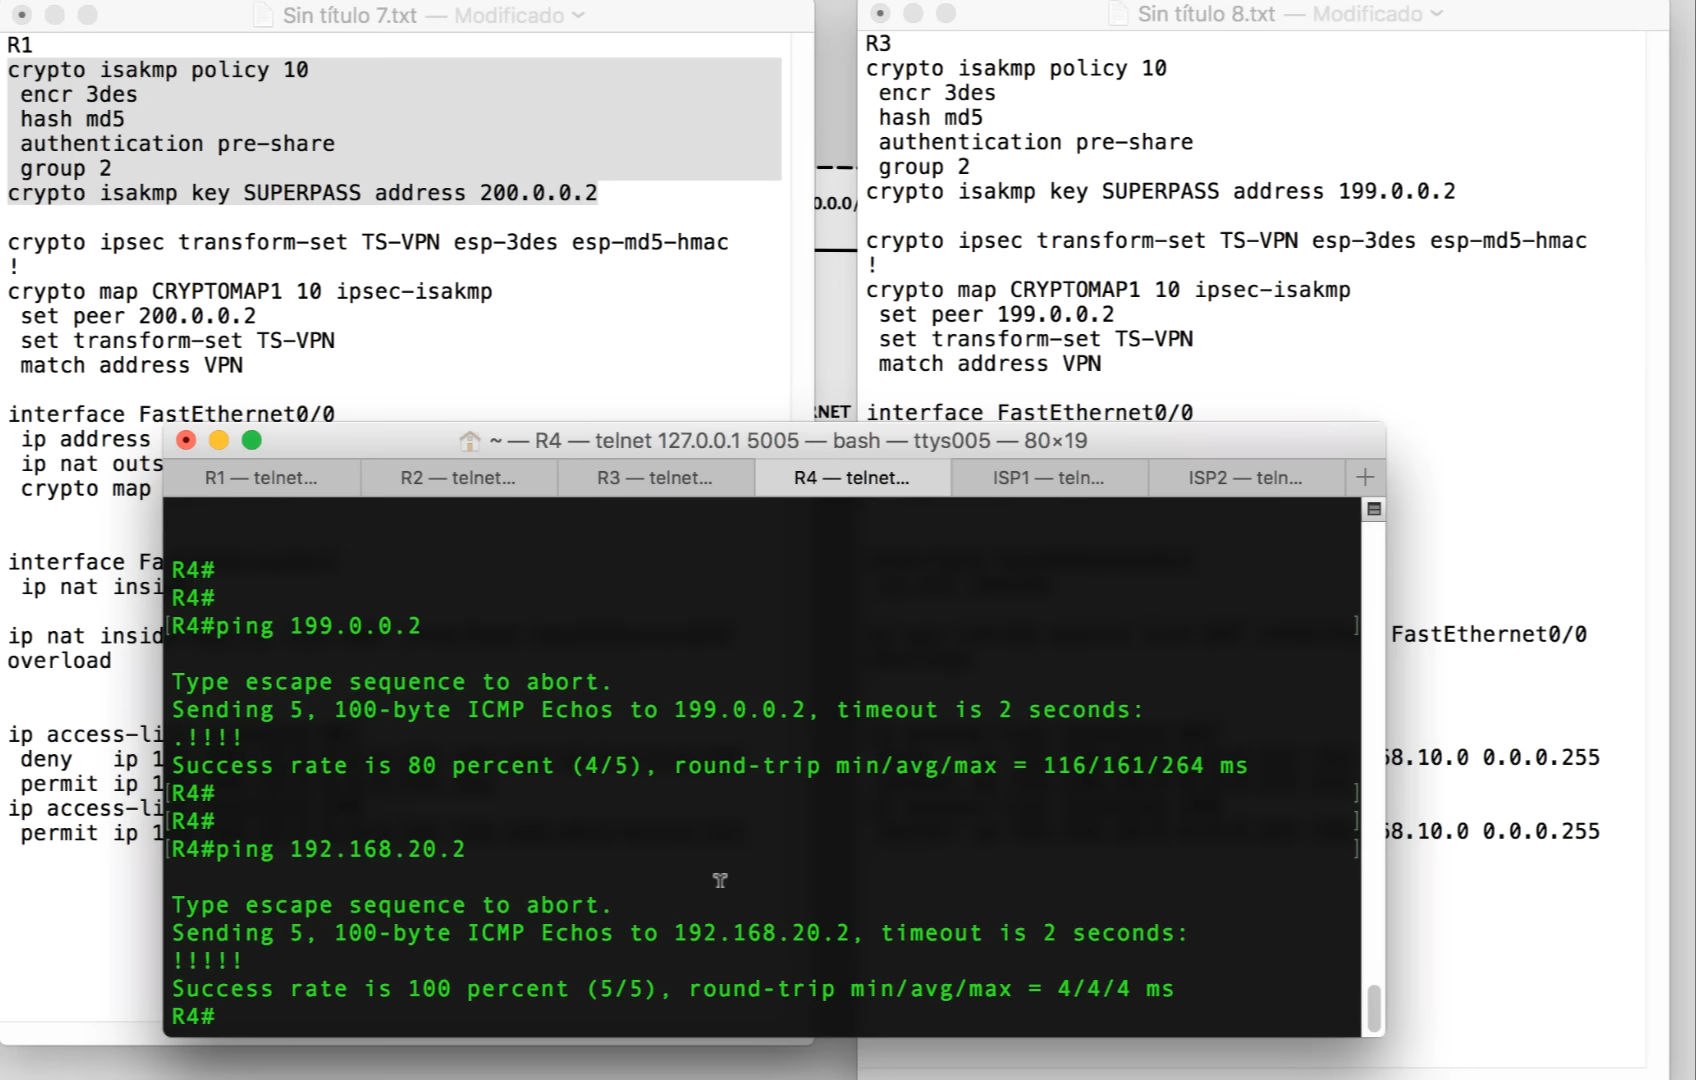 Sin título 7.txt — Modificado
R1
crypto isakmp policy 10
encr 3des
hash md5
authentication pre-share
group 2
crypto isakmp key SUPERPASS address 200.0.0.2
crypto ipsec transform-set TS-VPN esp-3des esp-md5-hmac
!
crypto map CRYPTOMAP1 10 ipsec-isakmp
set peer 200.0.0.2
set transform-set TS-VPN
match address VPN
interface FastEthernet0/0
ip address
ip nat outs
crypto map
interface Fa
ip nat insi
ip nat insid
overload
ip access-li
deny   ip 1
permit ip 1
ip access-li
permit ip 1
0.0.0/
RNET
Sin título 8.txt — Modificado
R3
crypto isakmp policy 10
encr 3des
hash md5
authentication pre-share
group 2
crypto isakmp key SUPERPASS address 199.0.0.2
crypto ipsec transform-set TS-VPN esp-3des esp-md5-hmac
!
crypto map CRYPTOMAP1 10 ipsec-isakmp
set peer 199.0.0.2
set transform-set TS-VPN
match address VPN
interface FastEthernet0/0
FastEthernet0/0
68.10.0 0.0.0.255
68.10.0 0.0.0.255
~ — R4 — telnet 127.0.0.1 5005 — bash — ttys005 — 80×19
R1 — telnet... R2 — telnet... R3 — telnet... R4 — telnet... ISP1 — teln... ISP2 — teln... +
R4#
R4#
[R4#ping 199.0.0.2 ]
Type escape sequence to abort.
Sending 5, 100-byte ICMP Echos to 199.0.0.2, timeout is 2 seconds:
.!!!!
Success rate is 80 percent (4/5), round-trip min/avg/max = 116/161/264 ms
[R4# ]
[R4# ]
[R4#ping 192.168.20.2 ]
Type escape sequence to abort.
Sending 5, 100-byte ICMP Echos to 192.168.20.2, timeout is 2 seconds:
!!!!!
Success rate is 100 percent (5/5), round-trip min/avg/max = 4/4/4 ms
R4#